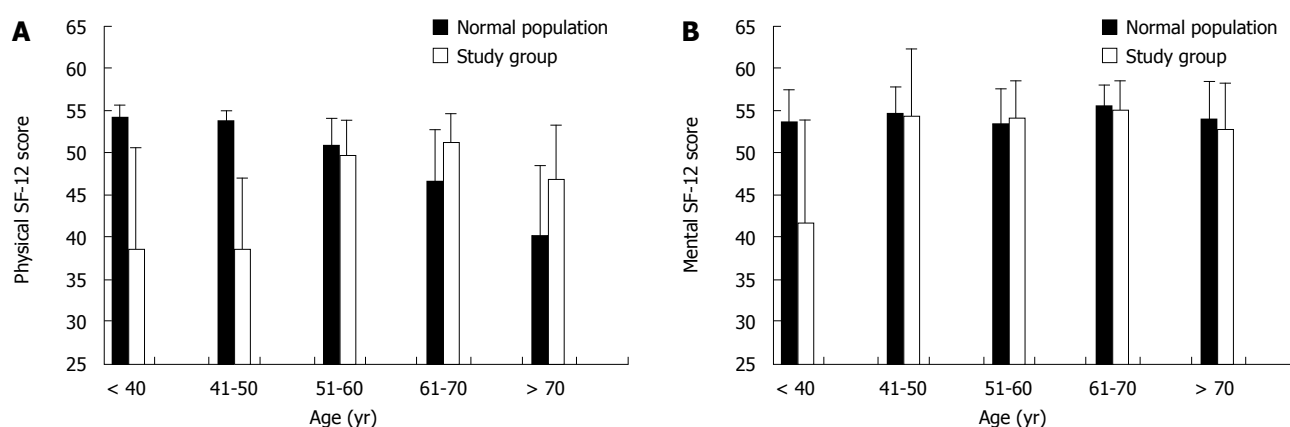 A
Normal population
Study group
65
60
55
50
45
40
35
30
25
Physical SF-12 score
< 40 41-50 51-60 61-70 > 70
Age (yr)
B
Normal population
Study group
65
60
55
50
45
40
35
30
25
Mental SF-12 score
< 40 41-50 51-60 61-70 > 70
Age (yr)